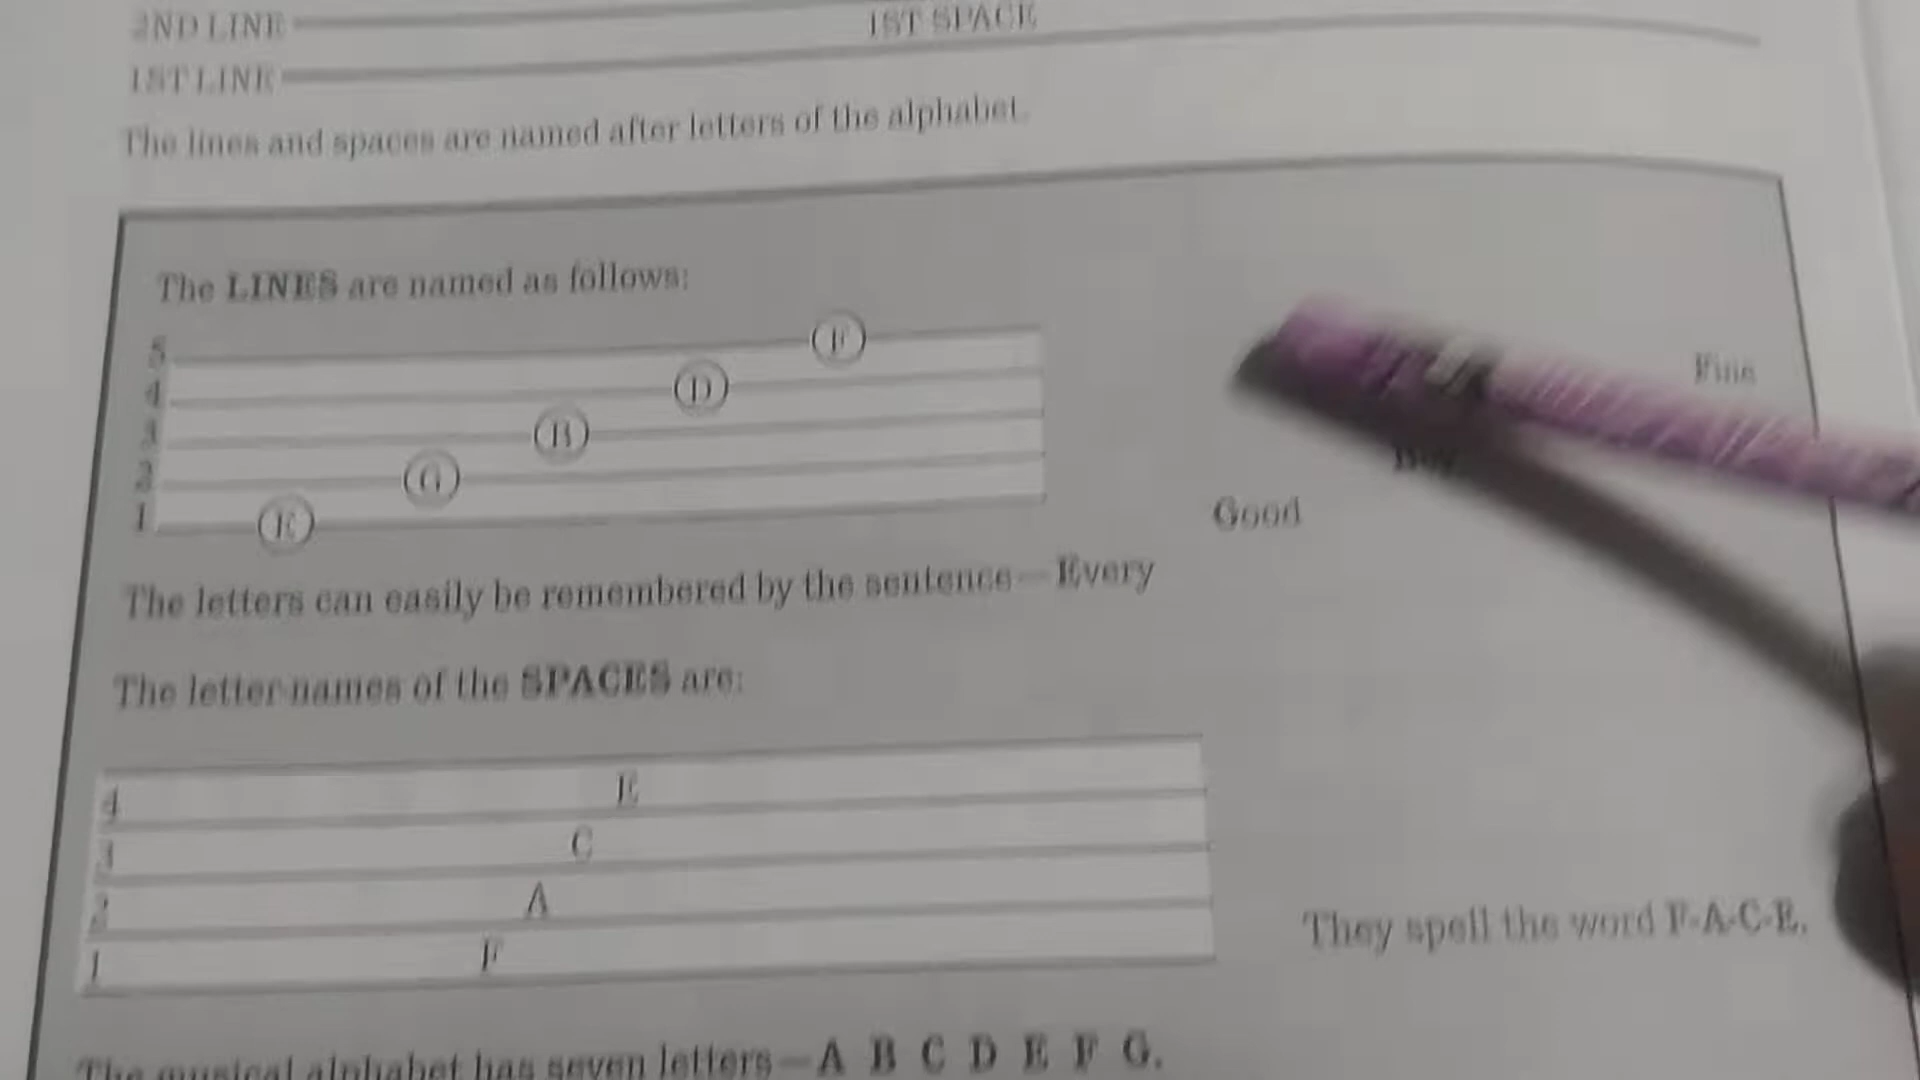 2ND LINE
1ST SPACE
1ST LINE
The lines and spaces are named after letters of the alphabet.
The LINES are named as follows:
5 F
4 D
3 B
2 G
1 E
Fine
Boy
Good
The letters can easily be remembered by the sentence—Every
The letter-names of the SPACES are:
4 E
3 C
2 A
1 F
They spell the word F-A-C-E.
The musical alphabet has seven letters—A B C D E F G.